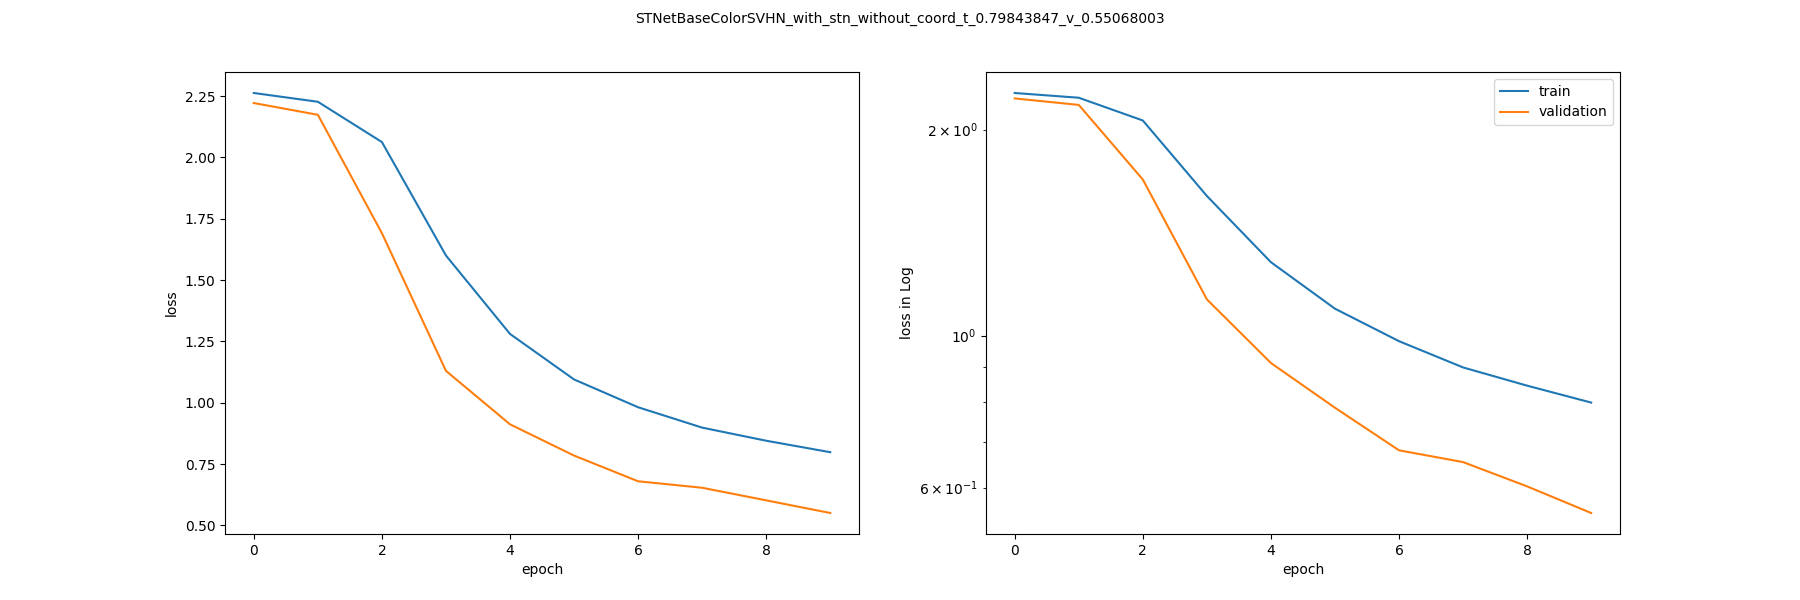 STNetBaseColorSVHN_with_stn_without_coord_t_0.79843847_v_0.55068003
2.25
2.00
1.75
1.50
1.25
1.00
0.75
0.50
loss
0 2 4 6 8
epoch
2 × 10⁰
10⁰
6 × 10⁻¹
loss in Log
0 2 4 6 8
epoch
train
validation